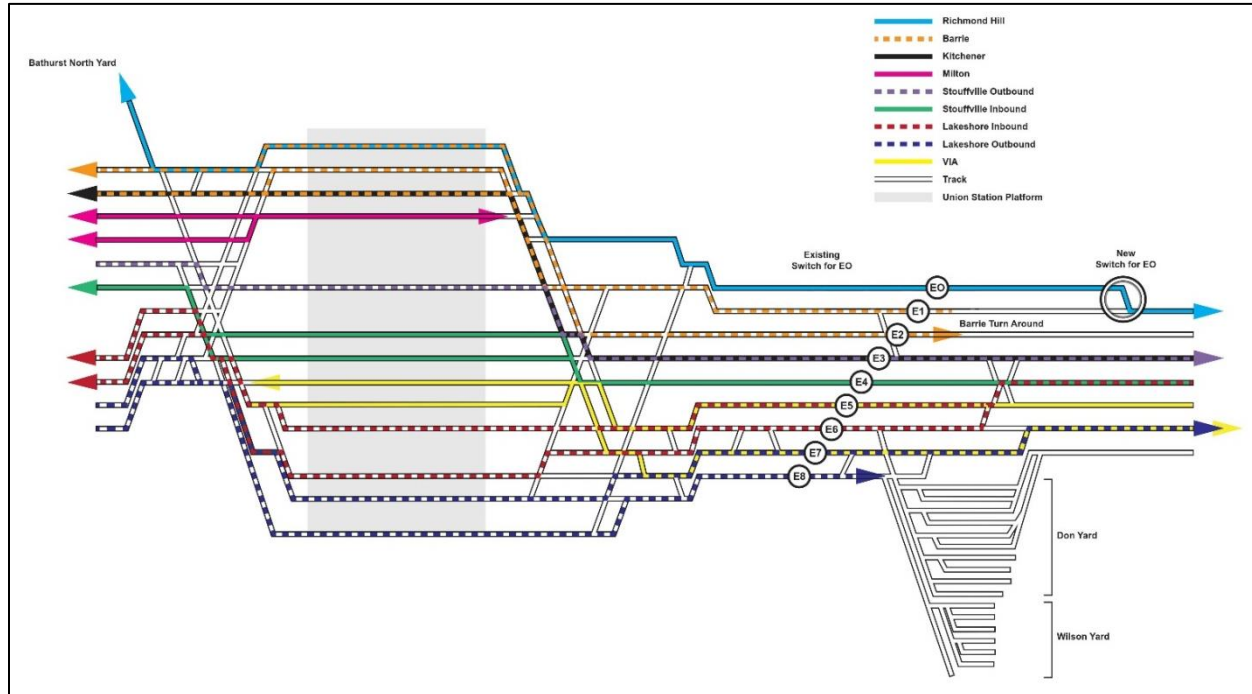 Richmond Hill
Barrie
Kitchener
Milton
Stouffville Outbound
Stouffville Inbound
Lakeshore Inbound
Lakeshore Outbound
VIA
Track
Union Station Platform
Bathurst North Yard
Existing
Switch for EO
New
Switch for EO
EO
E1
E2
Barrie Turn Around
E3
E4
E5
E6
E7
E8
Don Yard
Wilson Yard